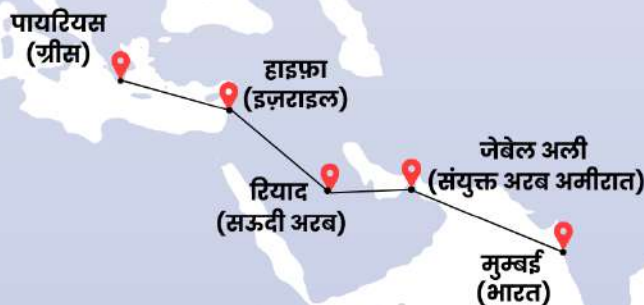 पायरियस
(ग्रीस)
हाइफ़ा
(इज़राइल)
जेबेल अली
(संयुक्त अरब अमीरात)
रियाद
(सऊदी अरब)
मुम्बई
(भारत)